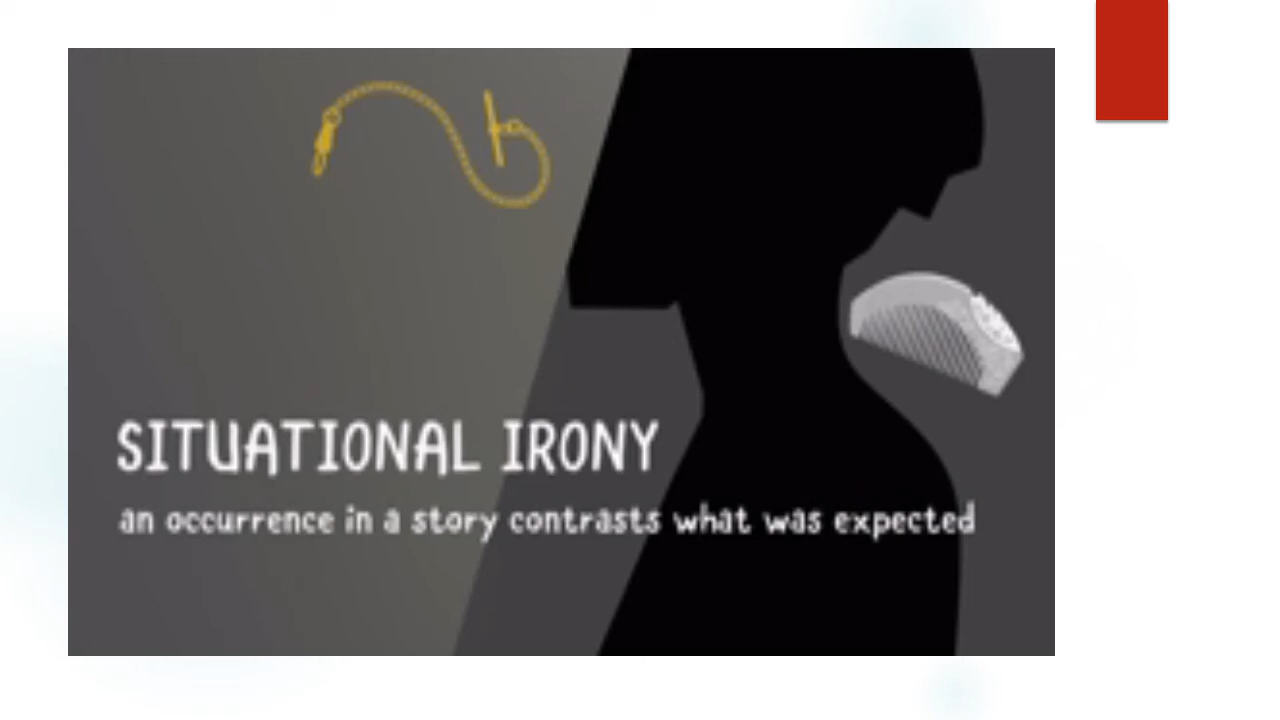 SITUATIONAL IRONY
an occurrence in a story contrasts what was expected